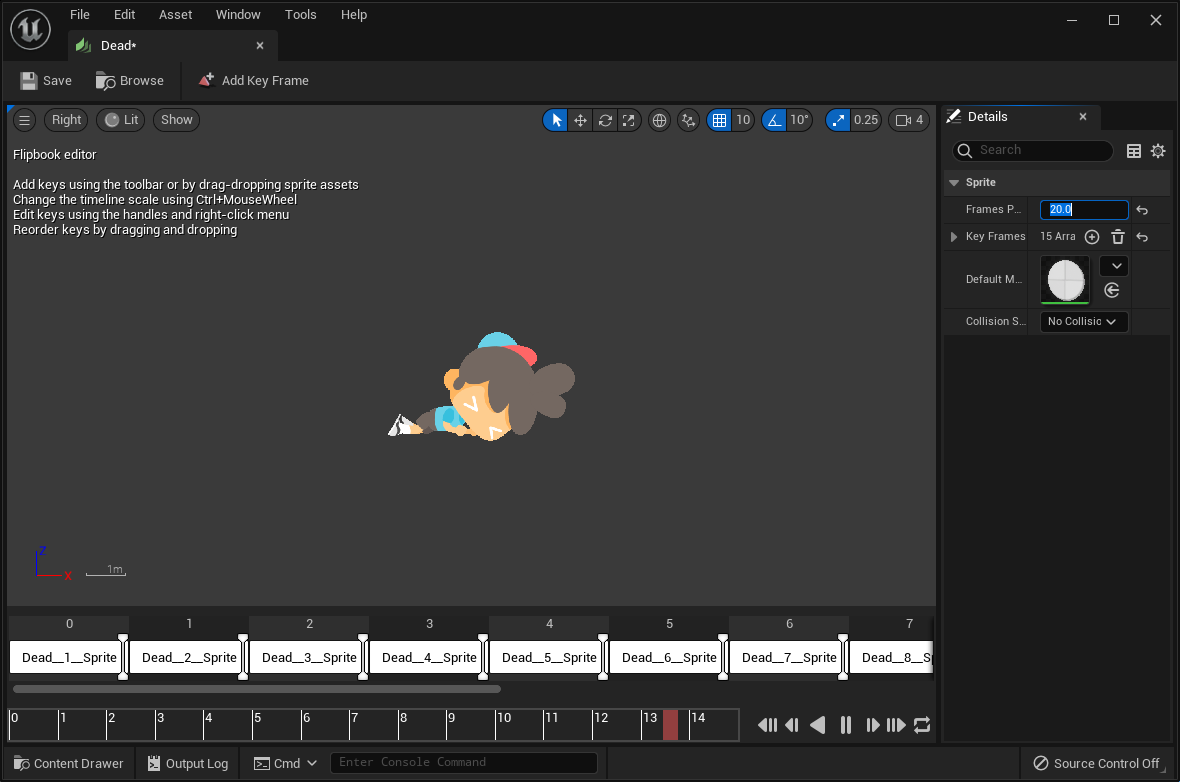 File Edit Asset Window Tools Help
Dead*
Save Browse Add Key Frame
Right Lit Show 10 10° 0.25 4
Flipbook editor
Add keys using the toolbar or by drag-dropping sprite assets
Change the timeline scale using Ctrl+MouseWheel
Edit keys using the handles and right-click menu
Reorder keys by dragging and dropping
Z
X
1m
0 1 2 3 4 5 6 7
Dead__1__Sprite Dead__2__Sprite Dead__3__Sprite Dead__4__Sprite Dead__5__Sprite Dead__6__Sprite Dead__7__Sprite Dead__8__Sp
0 1 2 3 4 5 6 7 8 9 10 11 12 13 14
Details
Search
Sprite
Frames P... 20.0
Key Frames 15 Arra
Default M...
Collision S... No Collisic
Content Drawer Output Log Cmd Enter Console Command Source Control Off